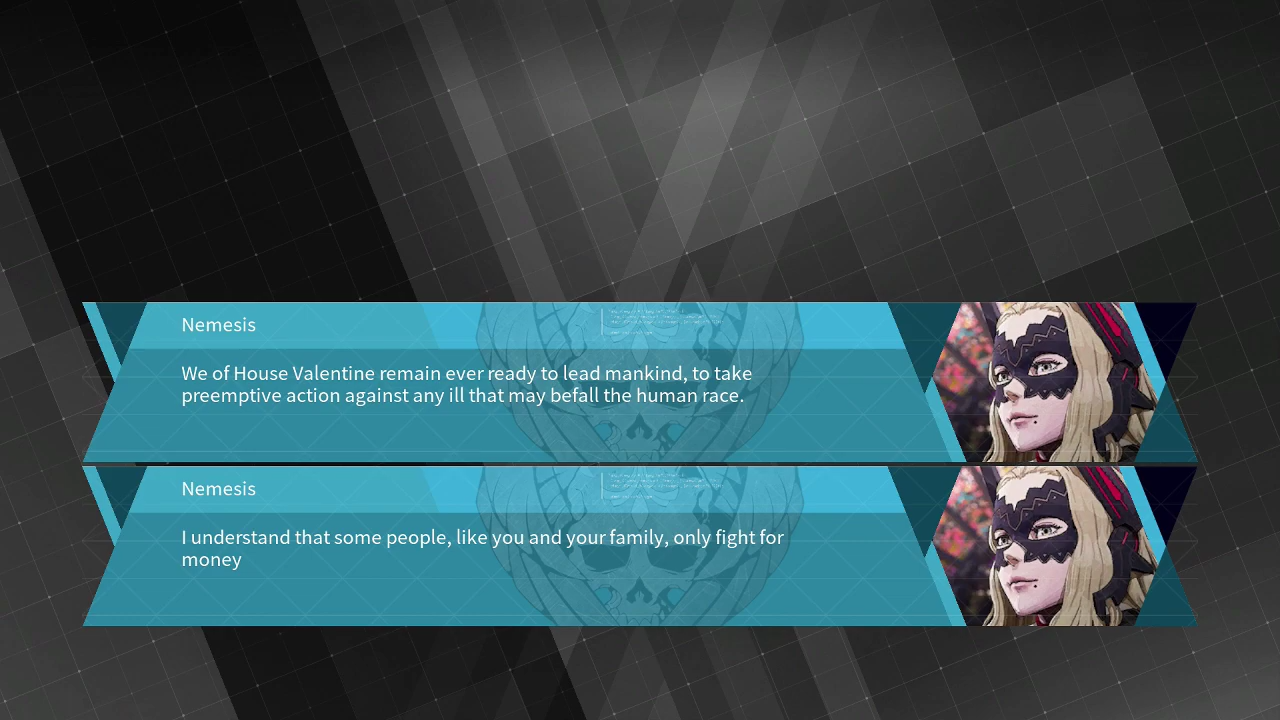 Nemesis
We of House Valentine remain ever ready to lead mankind, to take
preemptive action against any ill that may befall the human race.
Nemesis
I understand that some people, like you and your family, only fight for
money